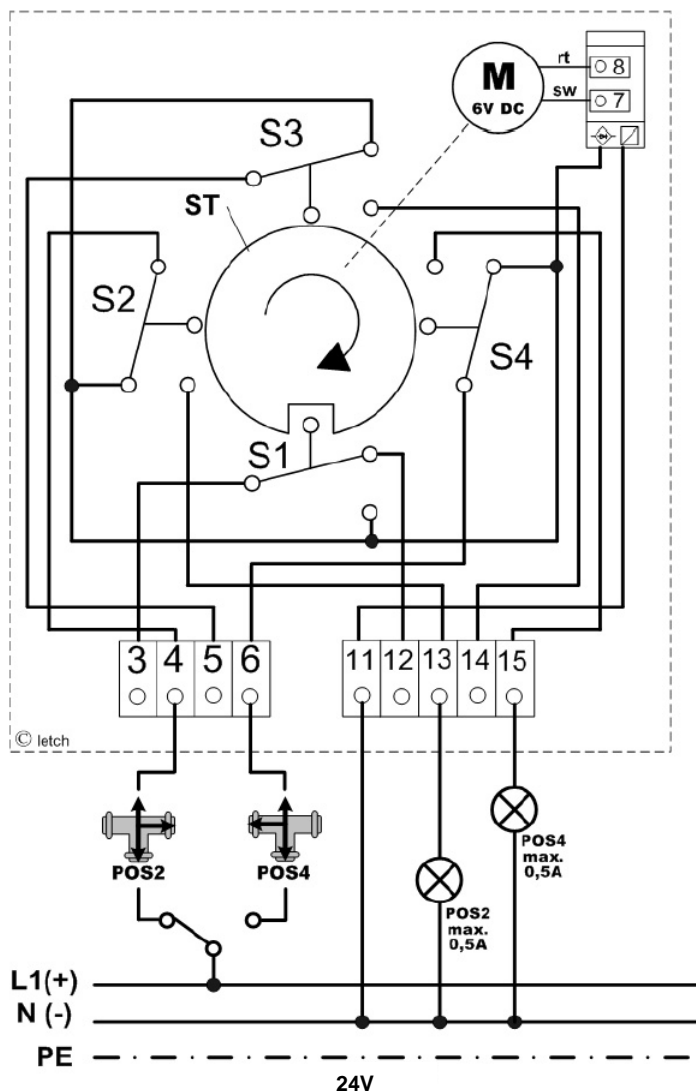 M
6V DC
rt
sw
8
7
S3
ST
S2
S4
S1
3 4 5 6
11 12 13 14 15
© letch
POS2
POS4
POS4
max.
0,5A
POS2
max.
0,5A
L1(+)
N (-)
PE
24V